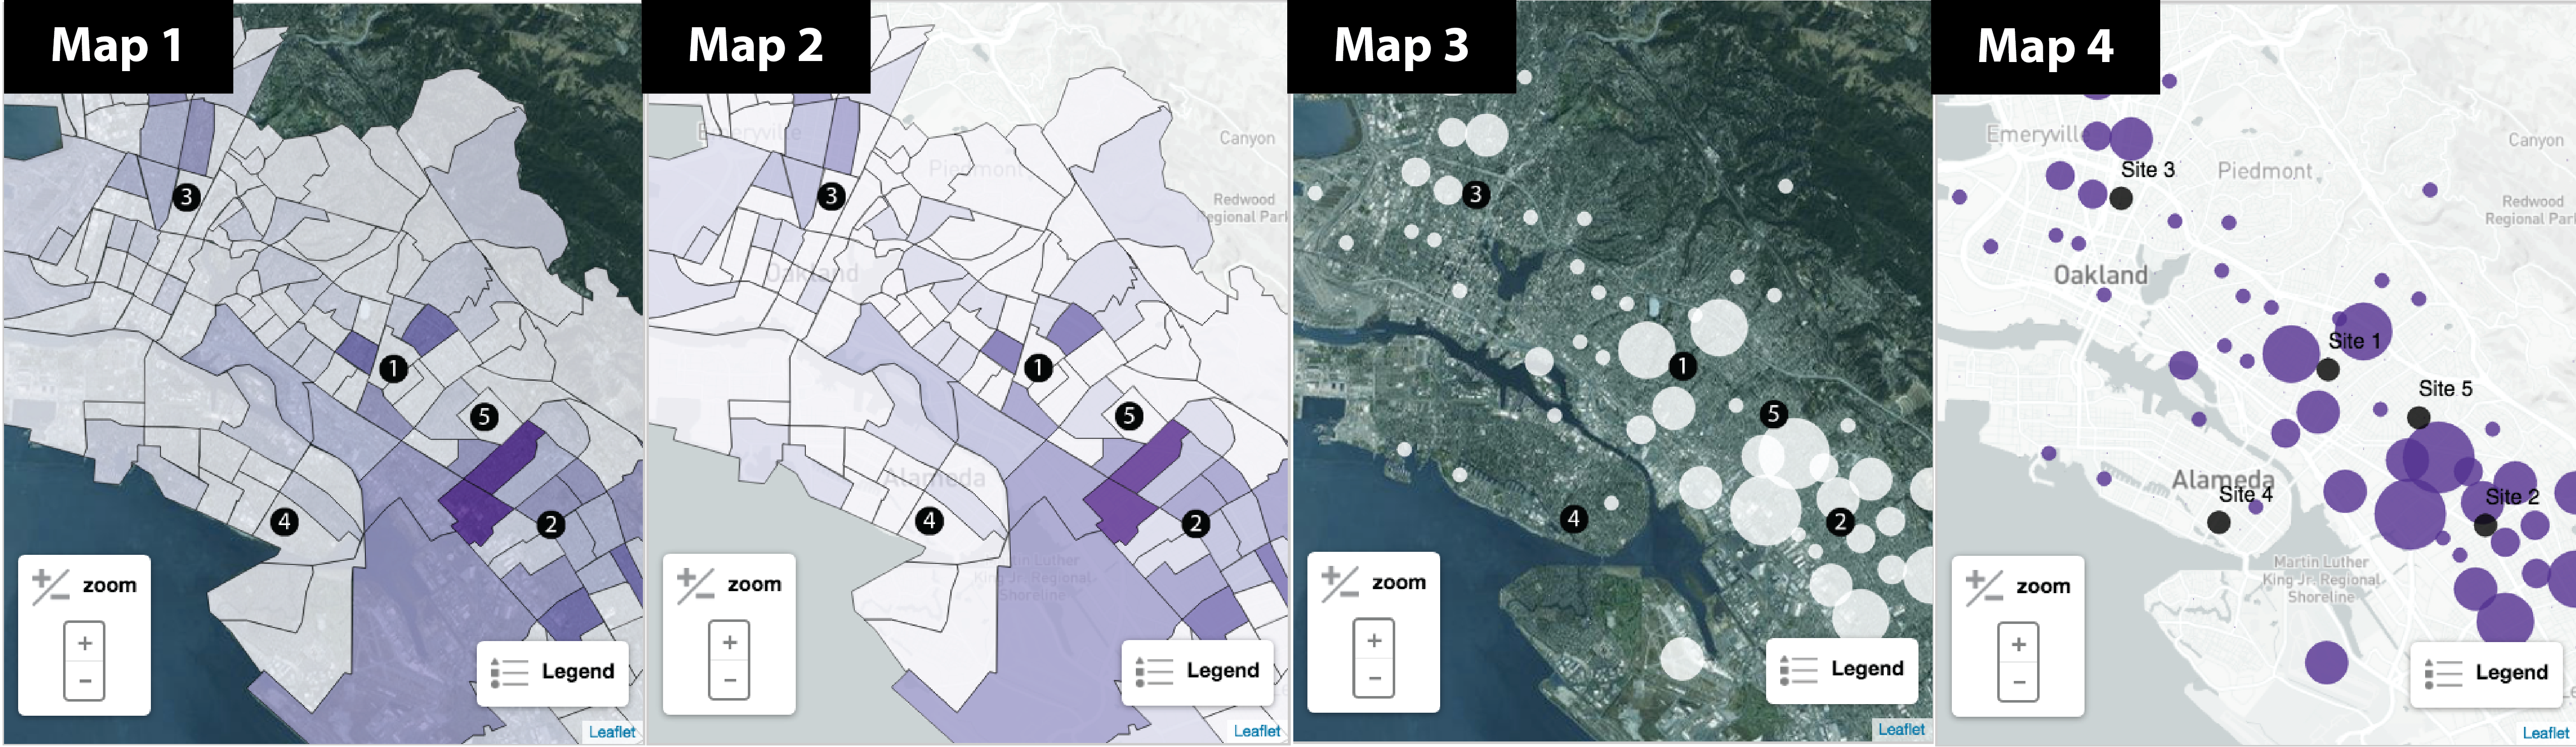 Map 1
3
1
5
4
2
zoom
+
−
Legend
Leaflet
Map 2
Emeryville
Piedmont
Canyon
Redwood
Regional Park
3
Oakland
1
5
Alameda
4
2
Martin Luther
King Jr. Regional
Shoreline
zoom
+
−
Legend
Leaflet
Map 3
3
1
5
4
2
zoom
+
−
Legend
Leaflet
Map 4
Emeryville
Canyon
Site 3
Piedmont
Redwood
Regional Par
Oakland
Site 1
Site 5
Alameda
Site 4
Site 2
Martin Luther
King Jr. Regional
Shoreline
zoom
+
−
Legend
Leaflet